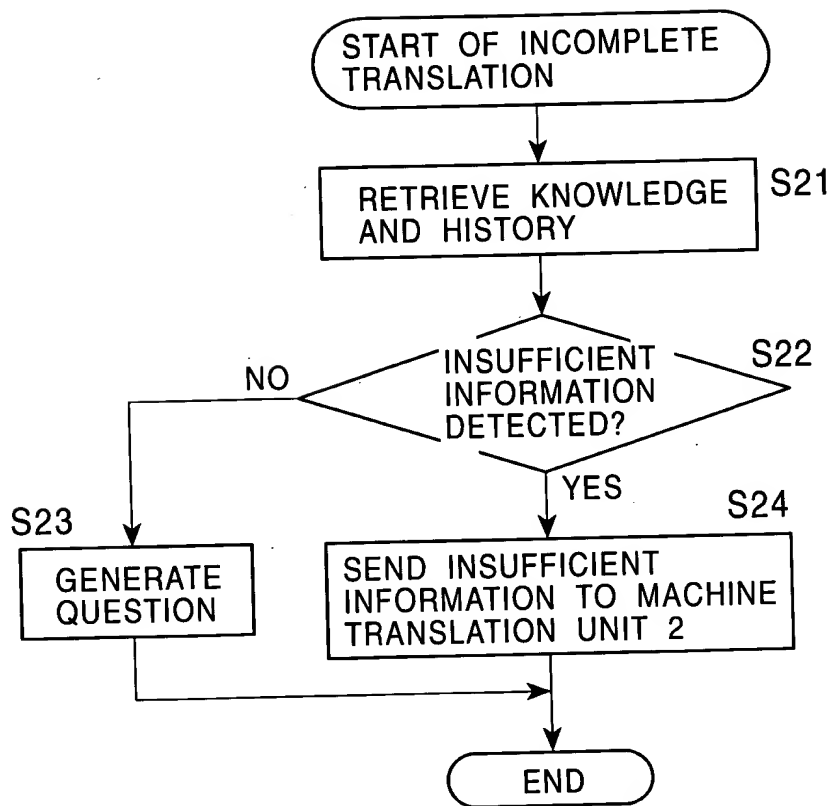 START OF INCOMPLETE
TRANSLATION
RETRIEVE KNOWLEDGE
AND HISTORY
S21
INSUFFICIENT
INFORMATION
DETECTED?
S22
NO
YES
S23
GENERATE
QUESTION
S24
SEND INSUFFICIENT
INFORMATION TO MACHINE
TRANSLATION UNIT 2
END